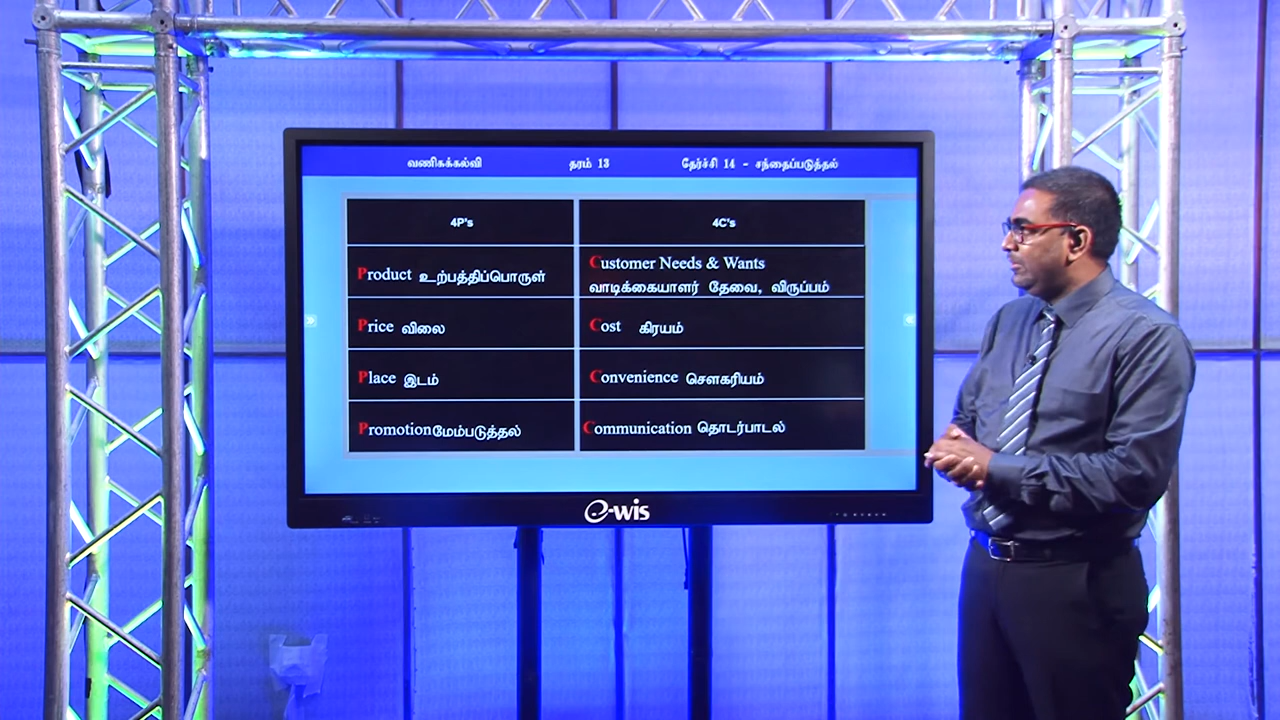 வணிகக்கல்வி தரம் 13 தேர்ச்சி 14 - சந்தைப்படுத்தல்
4P's 4C's
Product உற்பத்திப்பொருள் Customer Needs & Wants
வாடிக்கையாளர் தேவை, விருப்பம்
Price விலை Cost கிரயம்
Place இடம் Convenience சௌகரியம்
Promotionமேம்படுத்தல் Communication தொடர்பாடல்
e-wis